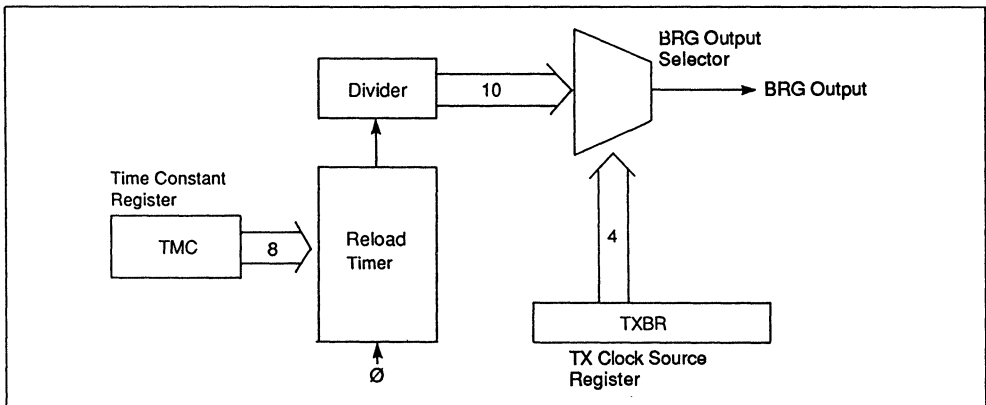 BRG Output
Selector
Divider
10
BRG Output
Time Constant
Register
TMC
8
Reload
Timer
4
TXBR
TX Clock Source
Register
Ø